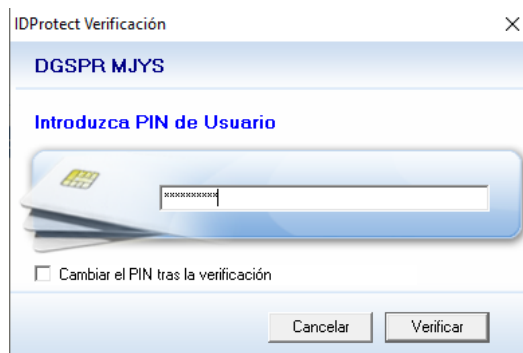 IDProtect Verificación
DGSPR MJYS
Introduzca PIN de Usuario
××××××××××
Cambiar el PIN tras la verificación
Cancelar
Verificar